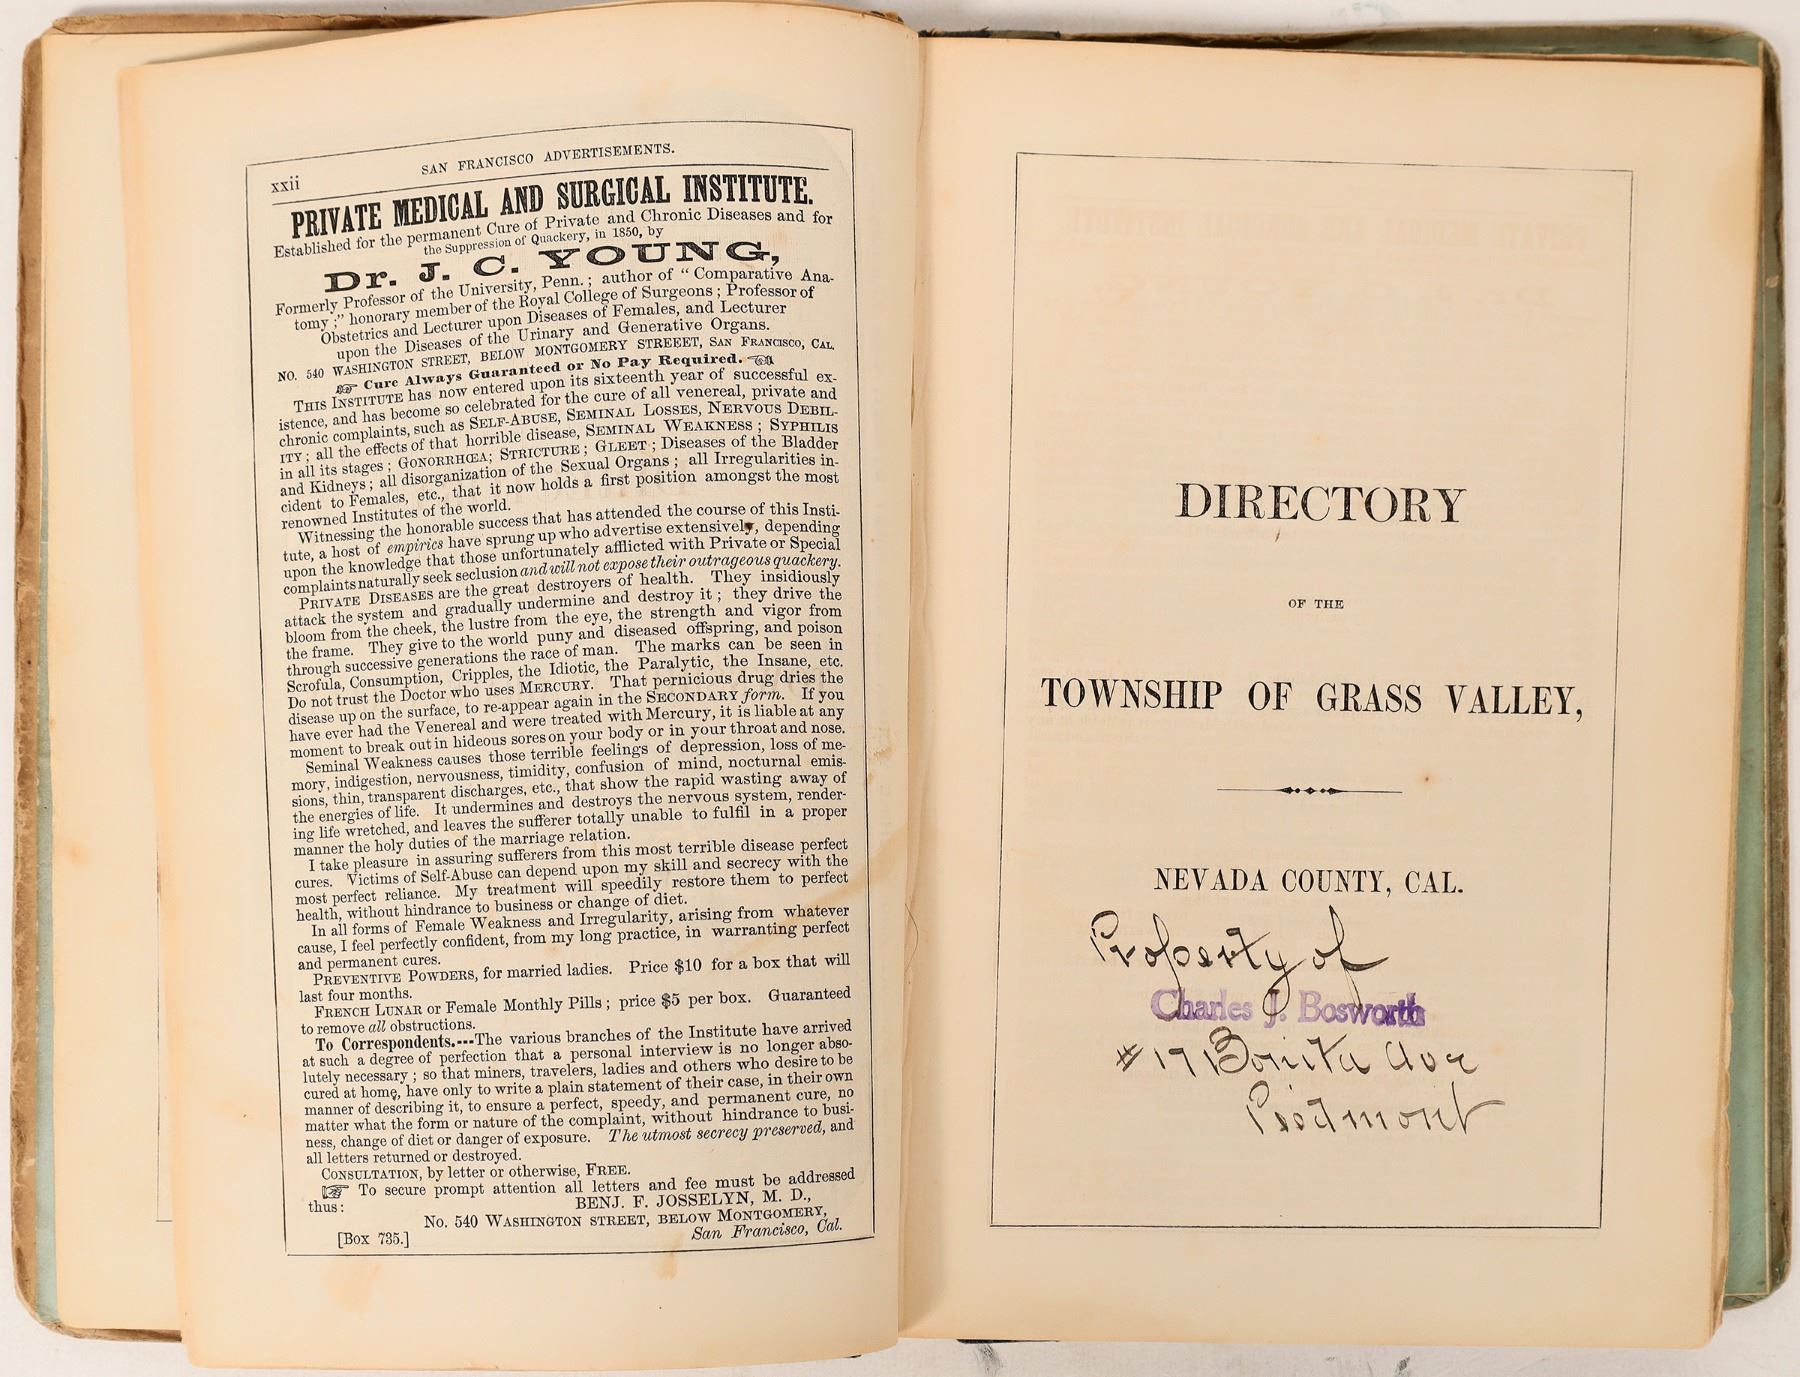 xxii
SAN FRANCISCO ADVERTISEMENTS.
PRIVATE MEDICAL AND SURGICAL INSTITUTE.
Established for the permanent Cure of Private and Chronic Diseases and for
the Suppression of Quackery, in 1850, by
Dr. J. C. YOUNG,
Formerly Professor of the University, Penn.; author of "Comparative Ana-
tomy;" honorary member of the Royal College of Surgeons; Professor of
Obstetrics and Lecturer upon Diseases of Females, and Lecturer
upon the Diseases of the Urinary and Generative Organs.
NO. 540 WASHINGTON STREET, BELOW MONTGOMERY STREEET, SAN FRANCISCO, CAL.
☞ Cure Always Guaranteed or No Pay Required. ☜
THIS INSTITUTE has now entered upon its sixteenth year of successful ex-
istence, and has become so celebrated for the cure of all venereal, private and
chronic complaints, such as SELF-ABUSE, SEMINAL LOSSES, NERVOUS DEBIL-
ITY; all the effects of that horrible disease, SEMINAL WEAKNESS; SYPHILIS
in all its stages; GONORRHŒA; STRICTURE; GLEET; Diseases of the Bladder
and Kidneys; all disorganization of the Sexual Organs; all Irregularities in-
cident to Females, etc., that it now holds a first position amongst the most
renowned Institutes of the world.
Witnessing the honorable success that has attended the course of this Insti-
tute, a host of empirics have sprung up who advertise extensively, depending
upon the knowledge that those unfortunately afflicted with Private or Special
complaints naturally seek seclusion and will not expose their outrageous quackery.
PRIVATE DISEASES are the great destroyers of health. They insidiously
attack the system and gradually undermine and destroy it; they drive the
bloom from the cheek, the lustre from the eye, the strength and vigor from
the frame. They give to the world puny and diseased offspring, and poison
through successive generations the race of man. The marks can be seen in
Scrofula, Consumption, Cripples, the Idiotic, the Paralytic, the Insane, etc.
Do not trust the Doctor who uses MERCURY. That pernicious drug dries the
disease up on the surface, to re-appear again in the SECONDARY form. If you
have ever had the Venereal and were treated with Mercury, it is liable at any
moment to break out in hideous sores on your body or in your throat and nose.
Seminal Weakness causes those terrible feelings of depression, loss of me-
mory, indigestion, nervousness, timidity, confusion of mind, nocturnal emis-
sions, thin, transparent discharges, etc., that show the rapid wasting away of
the energies of life. It undermines and destroys the nervous system, render-
ing life wretched, and leaves the sufferer totally unable to fulfil in a proper
manner the holy duties of the marriage relation.
I take pleasure in assuring sufferers from this most terrible disease perfect
cures. Victims of Self-Abuse can depend upon my skill and secrecy with the
most perfect reliance. My treatment will speedily restore them to perfect
health, without hindrance to business or change of diet.
In all forms of Female Weakness and Irregularity, arising from whatever
cause, I feel perfectly confident, from my long practice, in warranting perfect
and permanent cures.
PREVENTIVE POWDERS, for married ladies. Price $10 for a box that will
last four months.
FRENCH LUNAR or Female Monthly Pills; price $5 per box. Guaranteed
to remove all obstructions.
To Correspondents.---The various branches of the Institute have arrived
at such a degree of perfection that a personal interview is no longer abso-
lutely necessary; so that miners, travelers, ladies and others who desire to be
cured at home, have only to write a plain statement of their case, in their own
manner of describing it, to ensure a perfect, speedy, and permanent cure, no
matter what the form or nature of the complaint, without hindrance to busi-
ness, change of diet or danger of exposure. The utmost secrecy preserved, and
all letters returned or destroyed.
CONSULTATION, by letter or otherwise, FREE.
☞ To secure prompt attention all letters and fee must be addressed
thus: BENJ. F. JOSSELYN, M. D.,
No. 540 WASHINGTON STREET, BELOW MONTGOMERY,
[Box 735.] San Francisco, Cal.
DIRECTORY
OF THE
TOWNSHIP OF GRASS VALLEY,
NEVADA COUNTY, CAL.
Property of
Charles J. Bosworth
#171 Bonita Ave
Piedmont